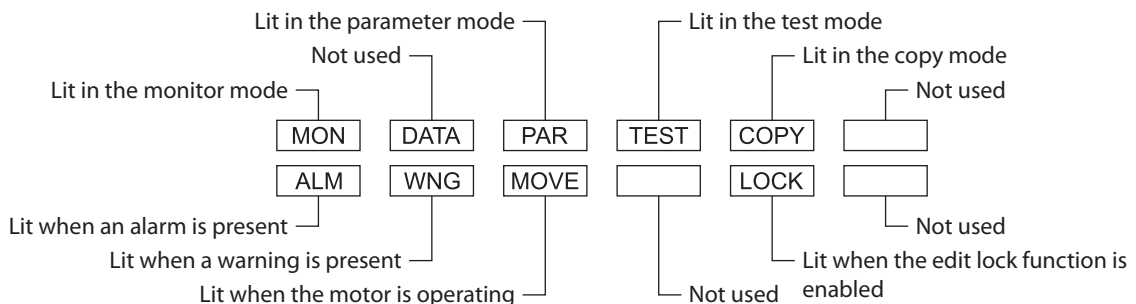 Lit in the parameter mode
Lit in the test mode
Not used
Lit in the copy mode
Lit in the monitor mode
Not used
MON DATA PAR TEST COPY
ALM WNG MOVE LOCK
Lit when an alarm is present
Not used
Lit when a warning is present
Lit when the edit lock function is
enabled
Lit when the motor is operating
Not used